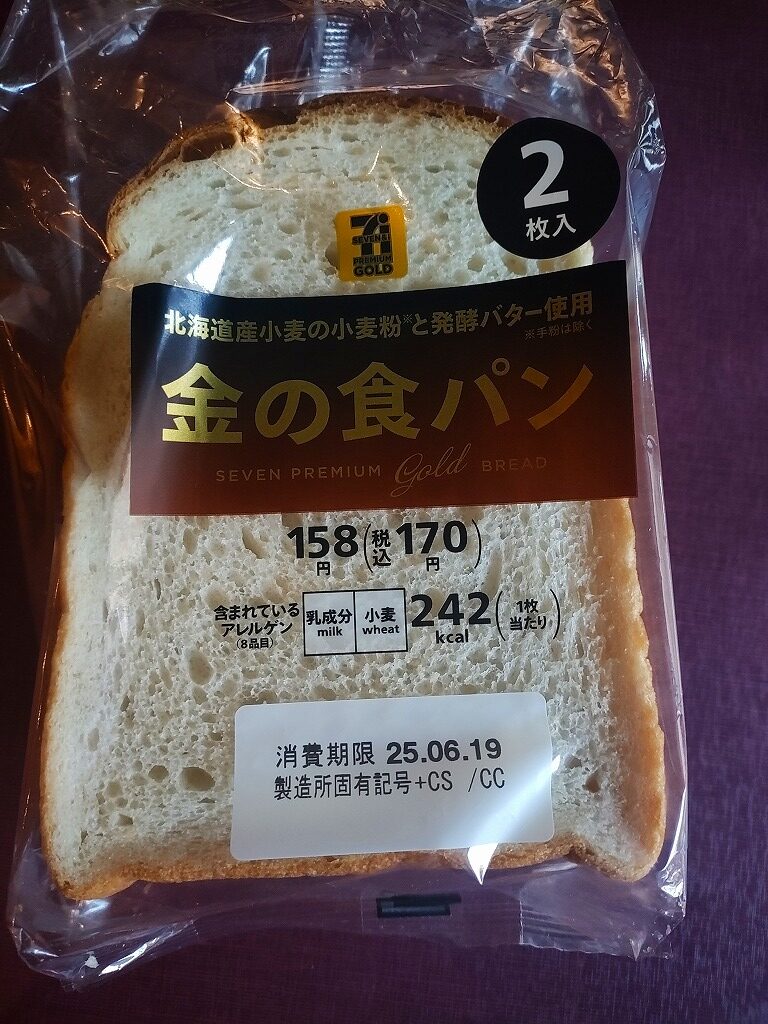 2
枚入
7i
SEVEN&i
PREMIUM
GOLD
北海道産小麦の小麦粉※と発酵バター使用
※手粉は除く
金の食パン
SEVEN PREMIUM Gold BREAD
158円(税込170円)
含まれている
アレルゲン
(8品目)
乳成分
milk
小麦
wheat
242
kcal
(1枚
当たり)
消費期限 25.06.19
製造所固有記号+CS /CC